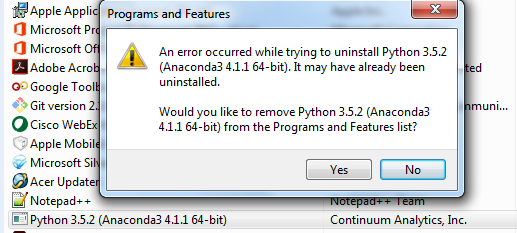 Programs and Features
An error occurred while trying to uninstall Python 3.5.2
(Anaconda3 4.1.1 64-bit). It may have already been
uninstalled.
Would you like to remove Python 3.5.2 (Anaconda3
4.1.1 64-bit) from the Programs and Features list?
Yes
No
Apple Applicati
Microsoft Pro
Microsoft Off
Adobe Acrob
Google Toolb
Git version 2.
Cisco WebEx
Apple Mobile
Microsoft Silv
Acer Updater
Notepad++ Notepad++ Team
Python 3.5.2 (Anaconda3 4.1.1 64-bit) Continuum Analytics, Inc.
ted
mmuni...